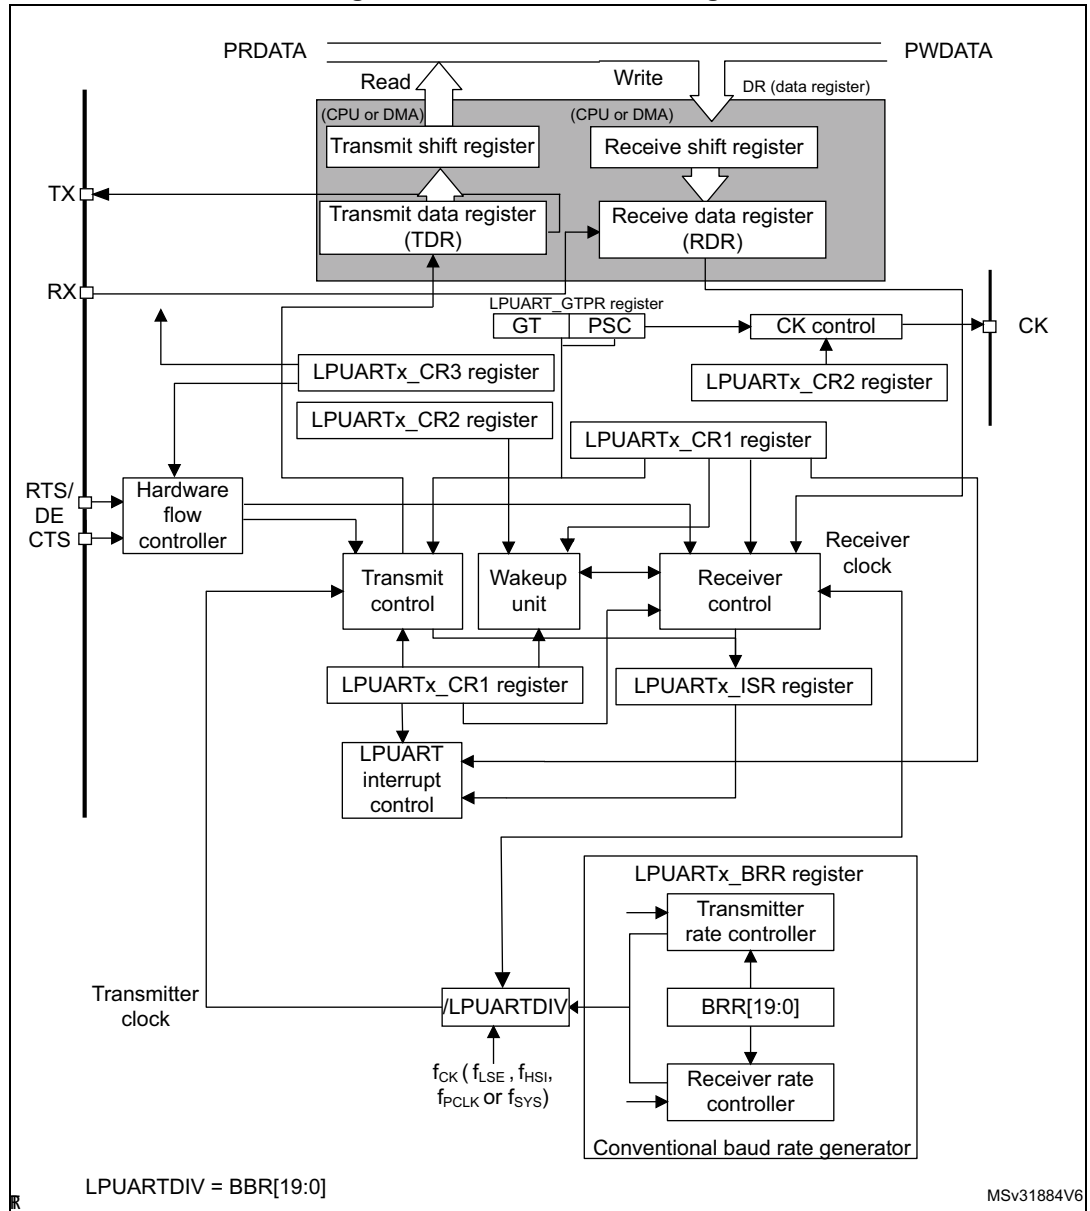 PRDATA
PWDATA
Read
Write
DR (data register)
(CPU or DMA)
(CPU or DMA)
Transmit shift register
Receive shift register
TX
Transmit data register
(TDR)
Receive data register
(RDR)
RX
LPUART_GTPR register
GT
PSC
CK control
CK
LPUARTx_CR3 register
LPUARTx_CR2 register
LPUARTx_CR2 register
LPUARTx_CR1 register
RTS/
DE
CTS
Hardware
flow
controller
Receiver
clock
Transmit
control
Wakeup
unit
Receiver
control
LPUARTx_CR1 register
LPUARTx_ISR register
LPUART
interrupt
control
LPUARTx_BRR register
Transmitter
rate controller
Transmitter
clock
/LPUARTDIV
BRR[19:0]
fCK ( fLSE , fHSI,
fPCLK or fSYS)
Receiver rate
controller
Conventional baud rate generator
LPUARTDIV = BBR[19:0]
MSv31884V6